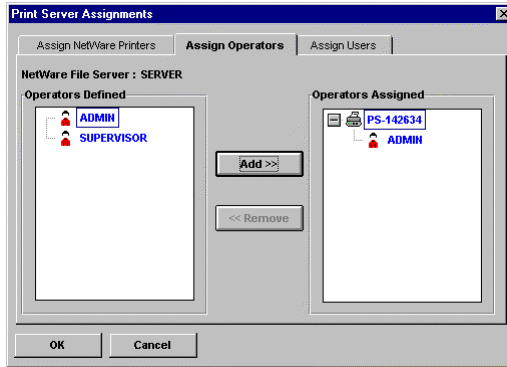 Print Server Assignments
Assign NetWare Printers
Assign Operators
Assign Users
NetWare File Server : SERVER
Operators Defined
ADMIN
SUPERVISOR
Add >>
<< Remove
Operators Assigned
PS-142634
ADMIN
OK
Cancel